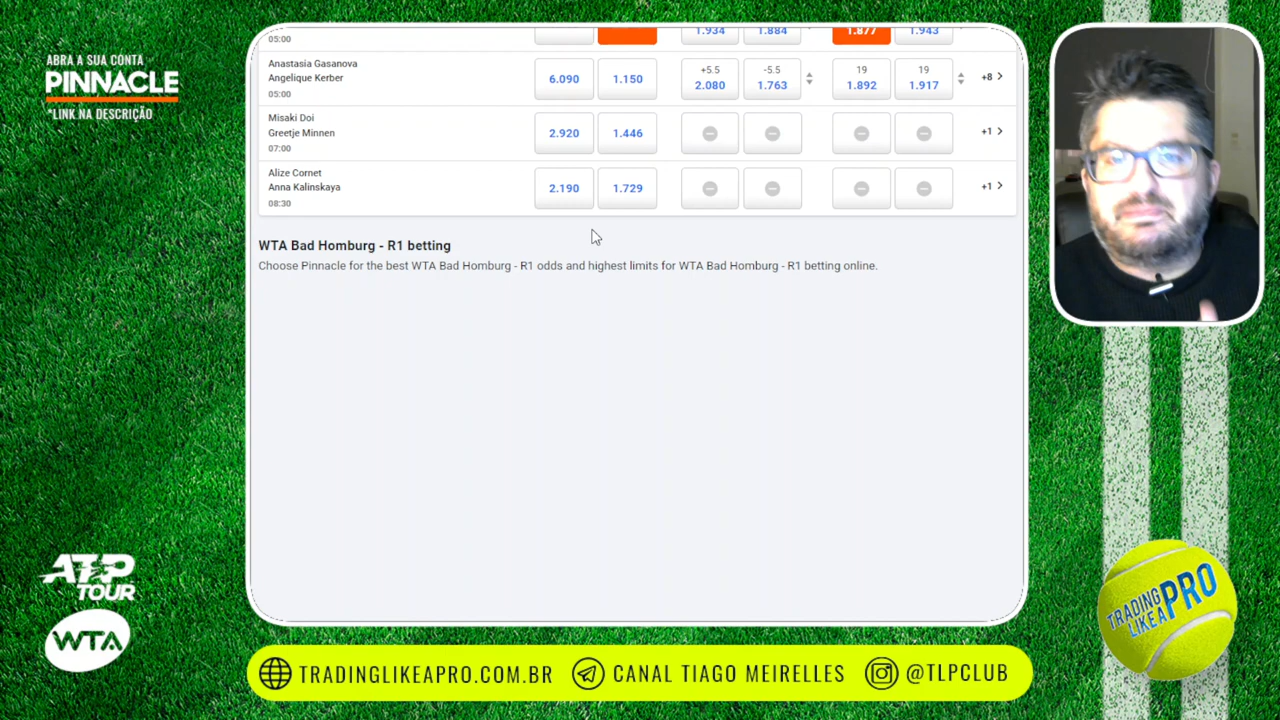 ABRA A SUA CONTA
PINNACLE
*LINK NA DESCRIÇÃO
05:00
1.934
1.884
1.877
1.943
Anastasia Gasanova
Angelique Kerber
05:00
6.090
1.150
+5.5
2.080
-5.5
1.763
19
1.892
19
1.917
+8
Misaki Doi
Greetje Minnen
07:00
2.920
1.446
+1
Alize Cornet
Anna Kalinskaya
08:30
2.190
1.729
+1
WTA Bad Homburg - R1 betting
Choose Pinnacle for the best WTA Bad Homburg - R1 odds and highest limits for WTA Bad Homburg - R1 betting online.
ATP
TOUR
WTA
TRADING
LIKE A
PRO
TRADINGLIKEAPRO.COM.BR
CANAL TIAGO MEIRELLES
@TLPCLUB